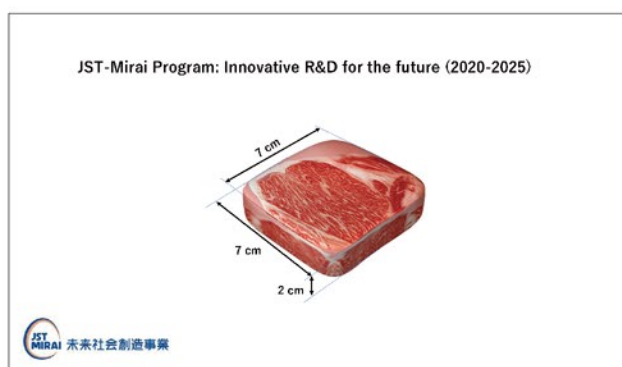 JST-Mirai Program: Innovative R&D for the future (2020-2025)
7 cm
7 cm
2 cm
JST
MIRAI
未来社会創造事業